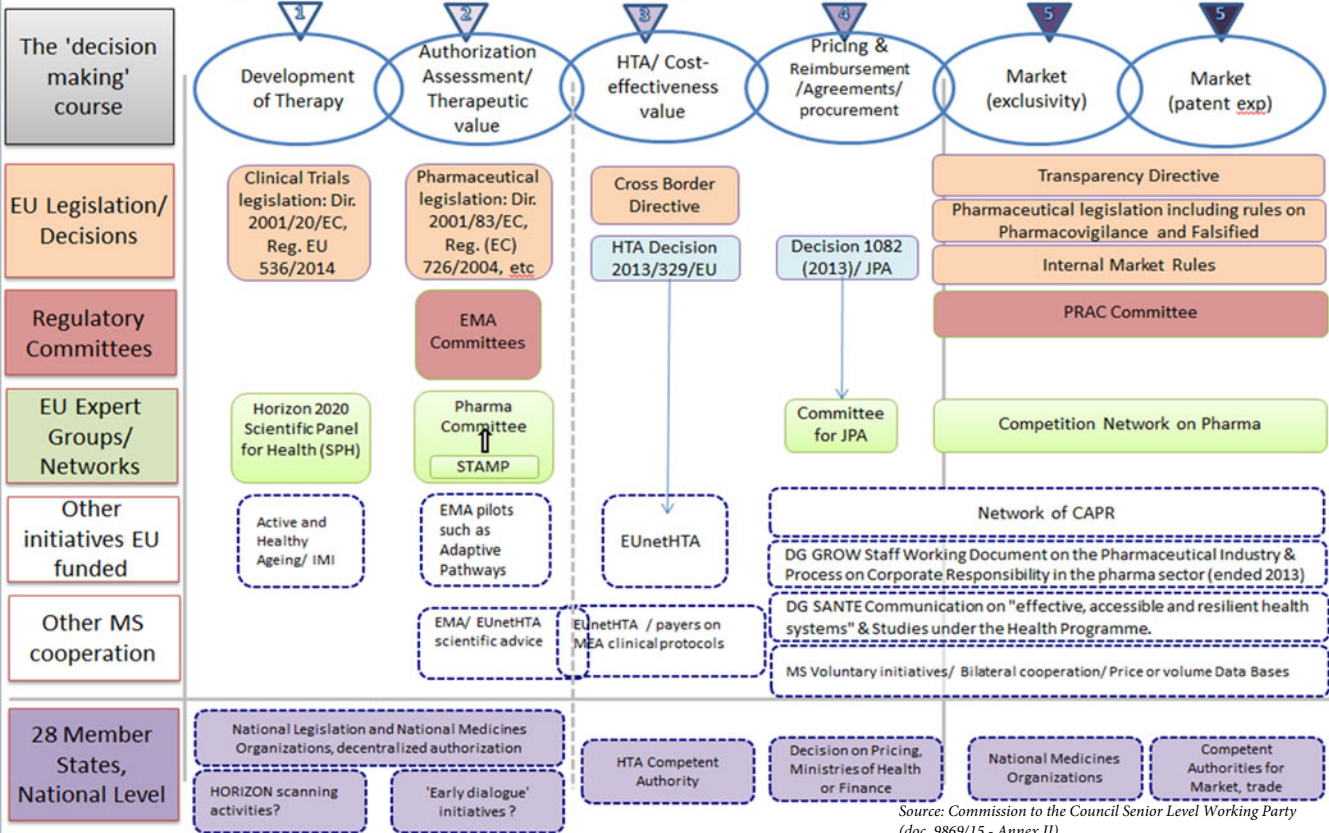 1
2
3
4
5
5
The 'decision
making'
course
Development
of Therapy
Authorization
Assessment/
Therapeutic
value
HTA/ Cost-
effectiveness
value
Pricing &
Reimbursement
/Agreements/
procurement
Market
(exclusivity)
Market
(patent exp)
EU Legislation/
Decisions
Clinical Trials
legislation: Dir.
2001/20/EC,
Reg. EU
536/2014
Pharmaceutical
legislation: Dir.
2001/83/EC,
Reg. (EC)
726/2004, etc
Cross Border
Directive
HTA Decision
2013/329/EU
Decision 1082
(2013)/ JPA
Transparency Directive
Pharmaceutical legislation including rules on
Pharmacovigilance and Falsified
Internal Market Rules
Regulatory
Committees
EMA
Committees
PRAC Committee
EU Expert
Groups/
Networks
Horizon 2020
Scientific Panel
for Health (SPH)
Pharma
Committee
STAMP
Committee
for JPA
Competition Network on Pharma
Other
initiatives EU
funded
Active and
Healthy
Ageing/ IMI
EMA pilots
such as
Adaptive
Pathways
EUnetHTA
Network of CAPR
DG GROW Staff Working Document on the Pharmaceutical Industry &
Process on Corporate Responsibility in the pharma sector (ended 2013)
Other MS
cooperation
EMA/ EUnetHTA
scientific advice
EUnetHTA / payers on
MEA clinical protocols
DG SANTE Communication on "effective, accessible and resilient health
systems" & Studies under the Health Programme.
MS Voluntary initiatives/ Bilateral cooperation/ Price or volume Data Bases
28 Member
States,
National Level
National Legislation and National Medicines
Organizations, decentralized authorization
HORIZON scanning
activities?
'Early dialogue'
initiatives ?
HTA Competent
Authority
Decision on Pricing,
Ministries of Health
or Finance
National Medicines
Organizations
Competent
Authorities for
Market, trade
Source: Commission to the Council Senior Level Working Party
(doc. 9869/15 - Annex II)